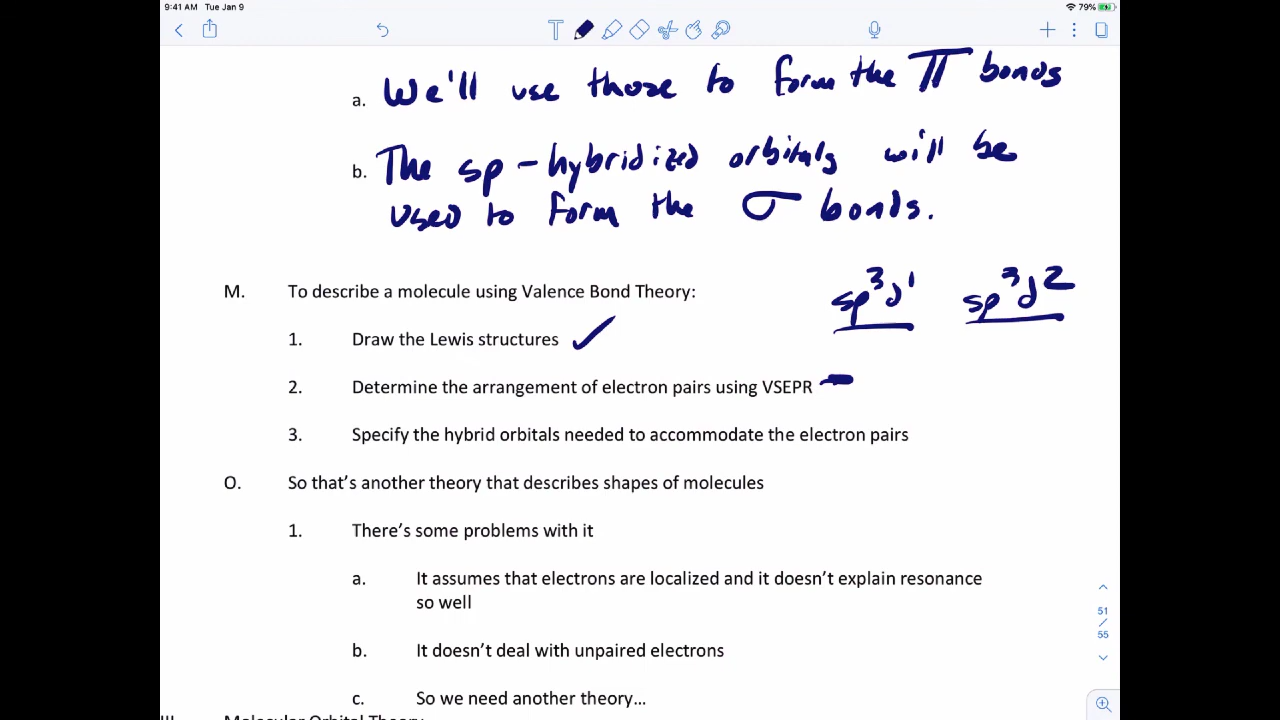 9:41 AM Tue Jan 9
79%
We'll use those to form the π bonds
a.
The sp-hybridized orbitals will be
b.
used to form the σ bonds.
sp³d¹ sp³d²
M. To describe a molecule using Valence Bond Theory:
1. Draw the Lewis structures ✓
2. Determine the arrangement of electron pairs using VSEPR
3. Specify the hybrid orbitals needed to accommodate the electron pairs
O. So that's another theory that describes shapes of molecules
1. There's some problems with it
a. It assumes that electrons are localized and it doesn't explain resonance
so well
51
/
55
b. It doesn't deal with unpaired electrons
c. So we need another theory...
III Molecular Orbital Theory